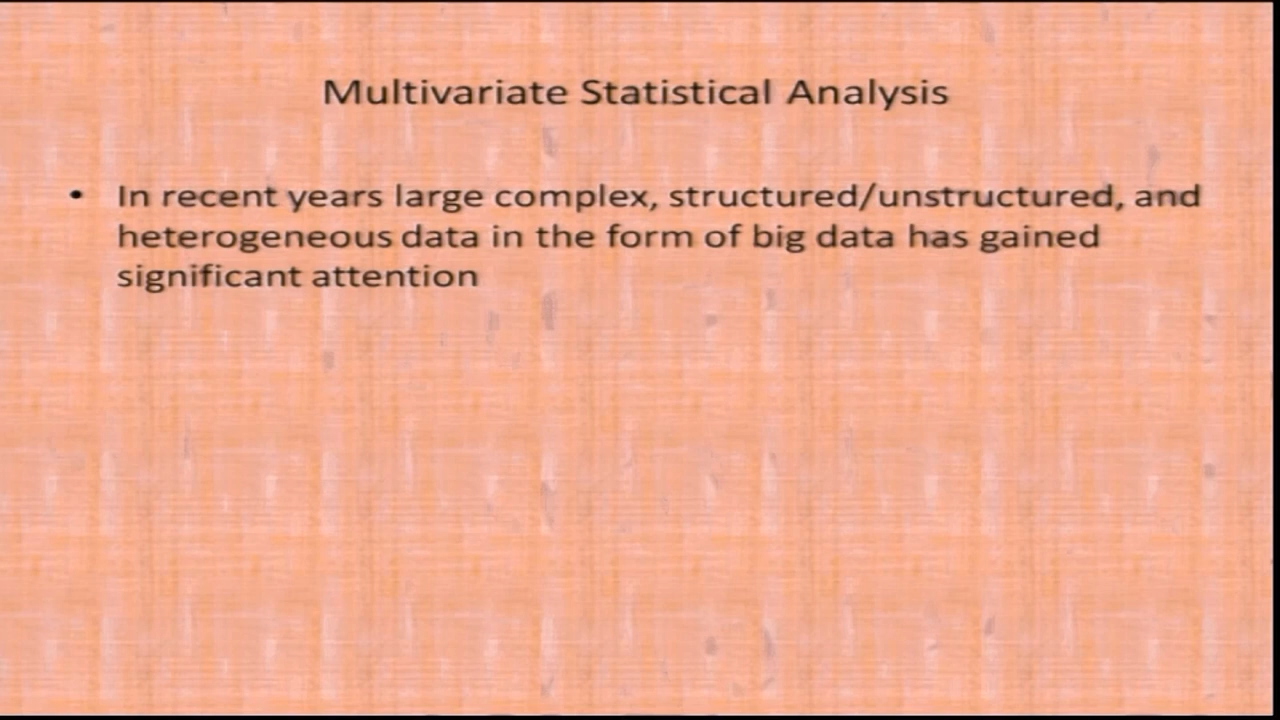 Multivariate Statistical Analysis
• In recent years large complex, structured/unstructured, and
heterogeneous data in the form of big data has gained
significant attention